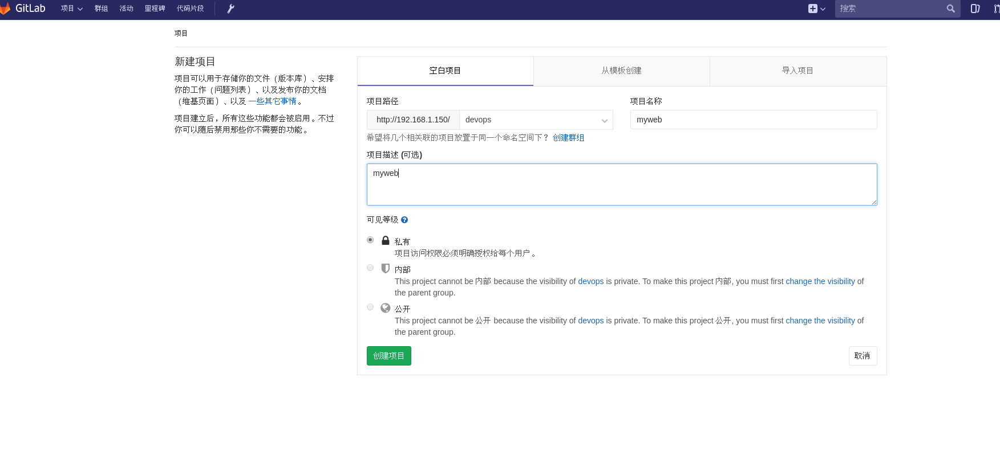 GitLab 项目 群组 活动 里程碑 代码片段 搜索
项目
新建项目
项目可以用于存储你的文件（版本库）、安排
你的工作（问题列表）、以及发布你的文档
（维基页面）、以及 一些其它事情。
项目建立后，所有这些功能都会被启用。不过
你可以随后禁用那些你不需要的功能。
空白项目 从模板创建 导入项目
项目路径 项目名称
http://192.168.1.150/ devops myweb
希望将几个相关联的项目放置于同一个命名空间下？ 创建群组
项目描述 (可选)
myweb
可见等级
私有
项目访问权限必须明确授权给每个用户。
内部
This project cannot be 内部 because the visibility of devops is private. To make this project 内部, you must first change the visibility of
the parent group.
公开
This project cannot be 公开 because the visibility of devops is private. To make this project 公开, you must first change the visibility of
the parent group.
创建项目 取消